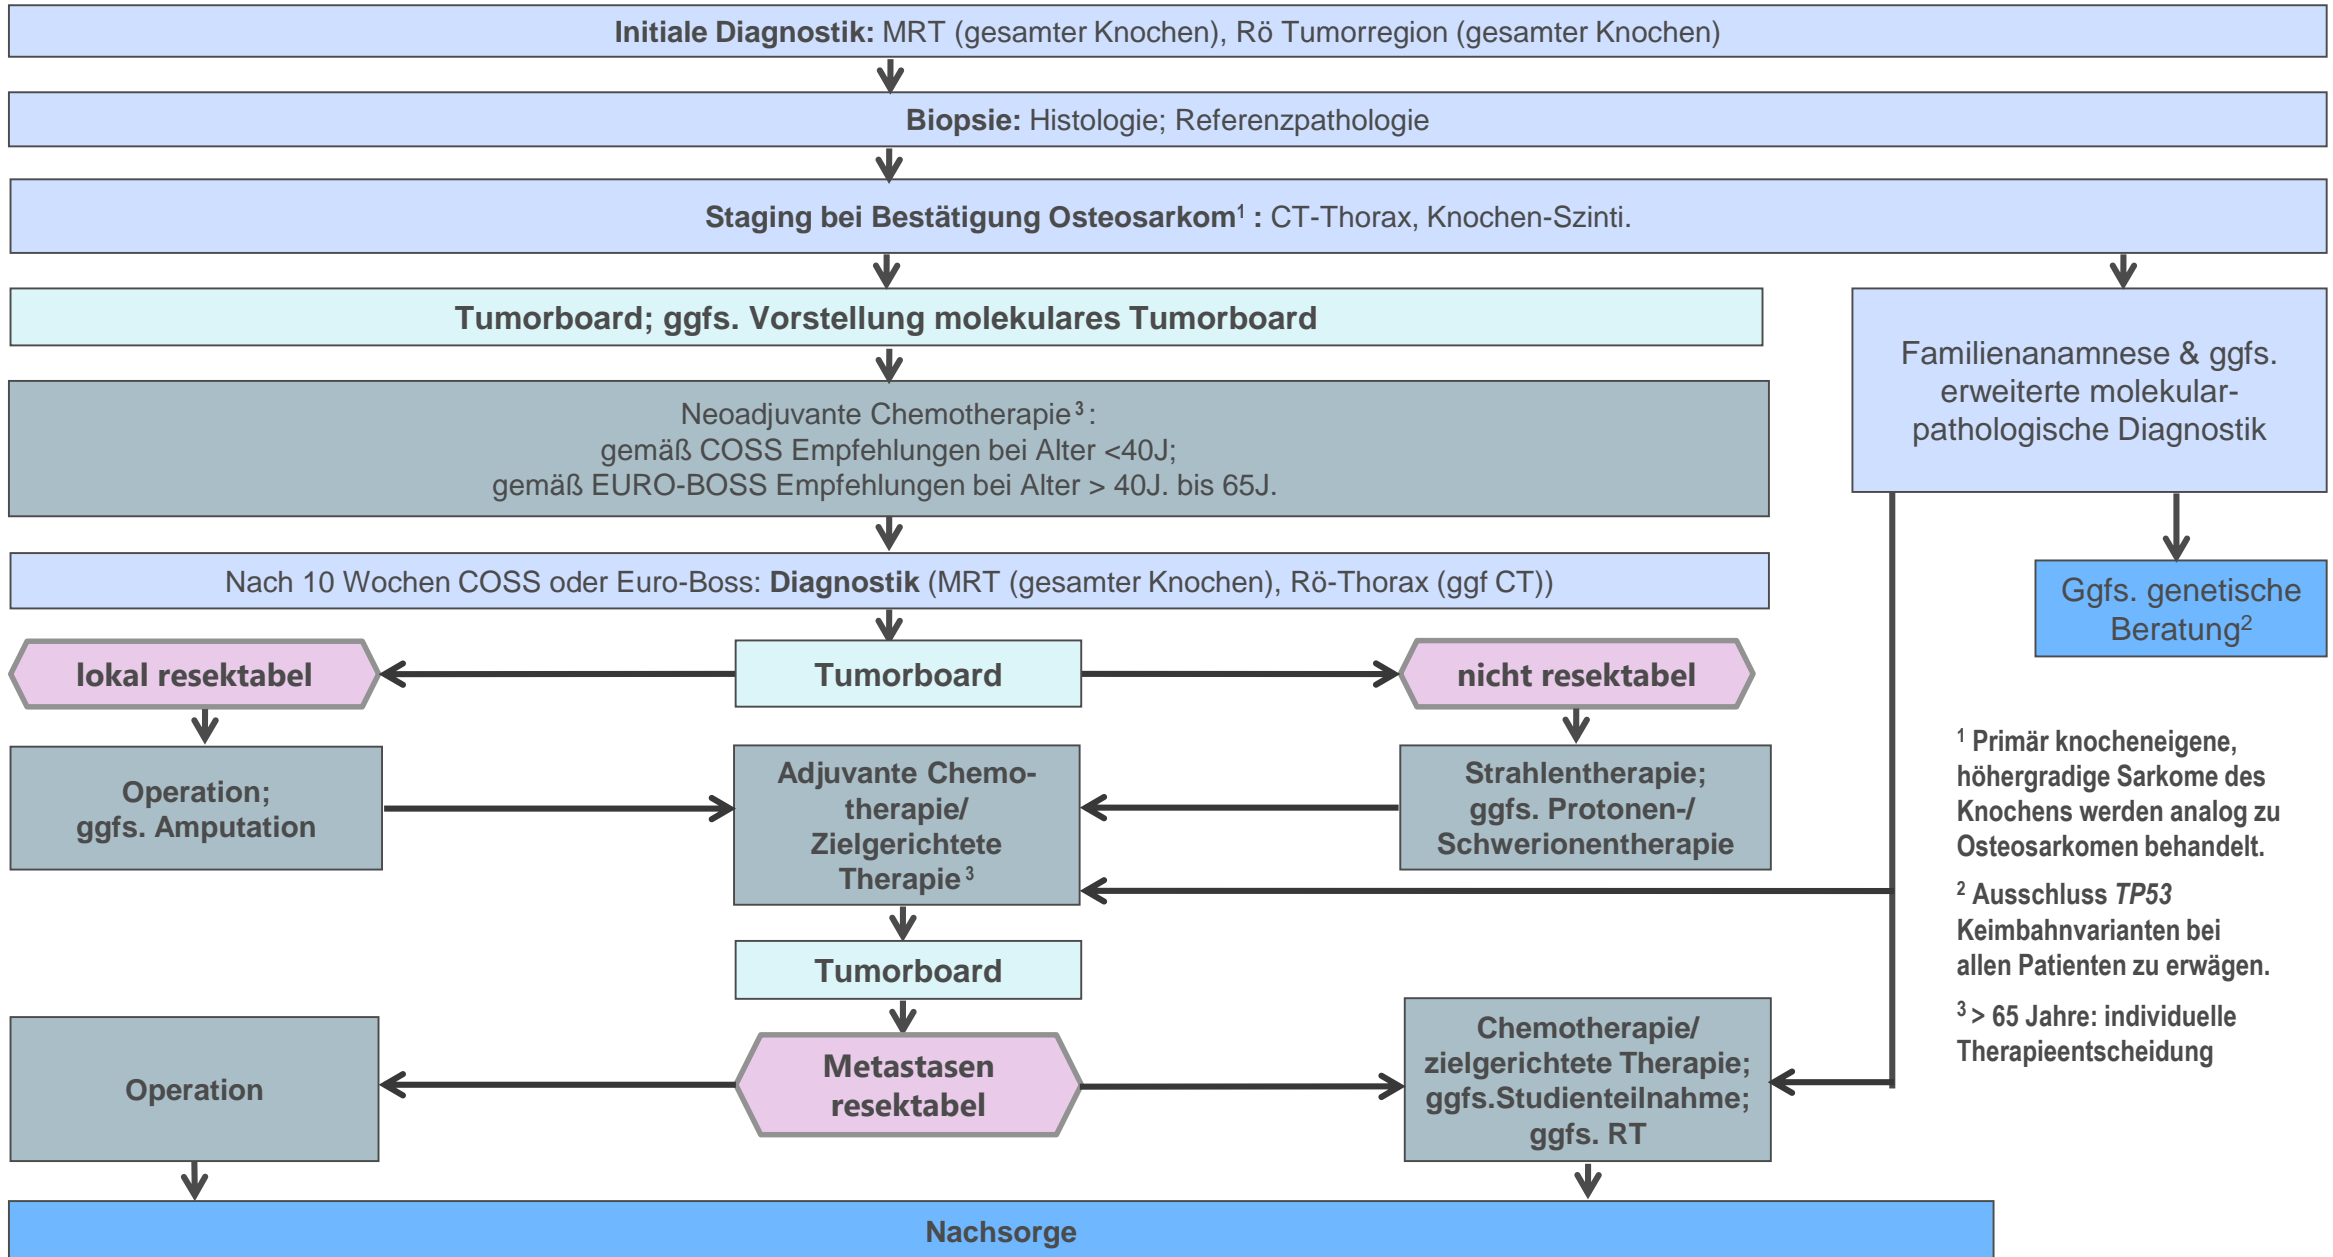 Initiale Diagnostik: MRT (gesamter Knochen), Rö Tumorregion (gesamter Knochen)
Biopsie: Histologie; Referenzpathologie
Staging bei Bestätigung Osteosarkom¹ : CT-Thorax, Knochen-Szinti.
Tumorboard; ggfs. Vorstellung molekulares Tumorboard
Familienanamnese & ggfs.
erweiterte molekular-
pathologische Diagnostik
Neoadjuvante Chemotherapie³ :
gemäß COSS Empfehlungen bei Alter <40J;
gemäß EURO-BOSS Empfehlungen bei Alter > 40J. bis 65J.
Nach 10 Wochen COSS oder Euro-Boss: Diagnostik (MRT (gesamter Knochen), Rö-Thorax (ggf CT))
Ggfs. genetische
Beratung²
lokal resektabel
Tumorboard
nicht resektabel
Operation;
ggfs. Amputation
Adjuvante Chemo-
therapie/
Zielgerichtete
Therapie³
Strahlentherapie;
ggfs. Protonen-/
Schwerionentherapie
Tumorboard
Operation
Metastasen
resektabel
Chemotherapie/
zielgerichtete Therapie;
ggfs.Studienteilnahme;
ggfs. RT
¹ Primär knocheneigene,
höhergradige Sarkome des
Knochens werden analog zu
Osteosarkomen behandelt.
² Ausschluss TP53
Keimbahnvarianten bei
allen Patienten zu erwägen.
³ > 65 Jahre: individuelle
Therapieentscheidung
Nachsorge